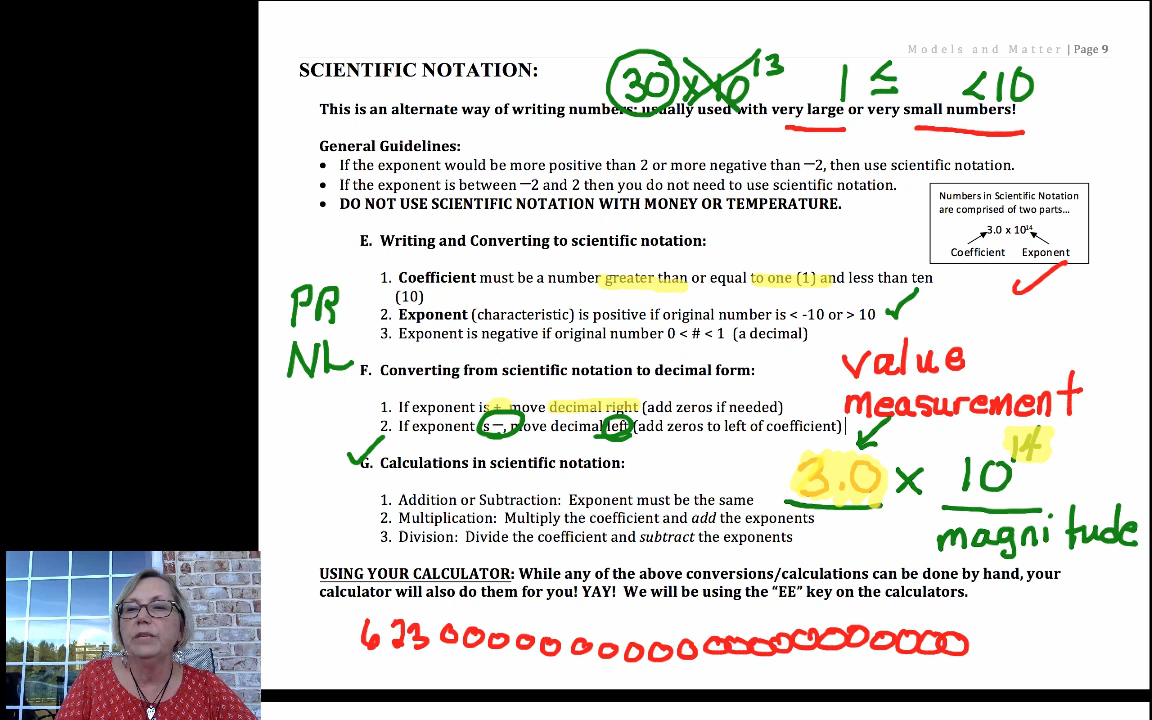 Models and Matter | Page 9
SCIENTIFIC NOTATION:
30 x 10 13
1 ≤ <10
This is an alternate way of writing numbers; usually used with very large or very small numbers!
General Guidelines:
• If the exponent would be more positive than 2 or more negative than —2, then use scientific notation.
• If the exponent is between —2 and 2 then you do not need to use scientific notation.
• DO NOT USE SCIENTIFIC NOTATION WITH MONEY OR TEMPERATURE.
Numbers in Scientific Notation
are comprised of two parts...
3.0 x 10¹⁴
Coefficient Exponent
E. Writing and Converting to scientific notation:
1. Coefficient must be a number greater than or equal to one (1) and less than ten
(10)
2. Exponent (characteristic) is positive if original number is < -10 or > 10
3. Exponent is negative if original number 0 < # < 1 (a decimal)
PR
NL
F. Converting from scientific notation to decimal form:
value
measurement
1. If exponent is +, move decimal right (add zeros if needed)
2. If exponent is —, move decimal left (add zeros to left of coefficient)
G. Calculations in scientific notation:
3.0 x 10 14
magnitude
1. Addition or Subtraction: Exponent must be the same
2. Multiplication: Multiply the coefficient and add the exponents
3. Division: Divide the coefficient and subtract the exponents
USING YOUR CALCULATOR: While any of the above conversions/calculations can be done by hand, your
calculator will also do them for you! YAY! We will be using the “EE” key on the calculators.